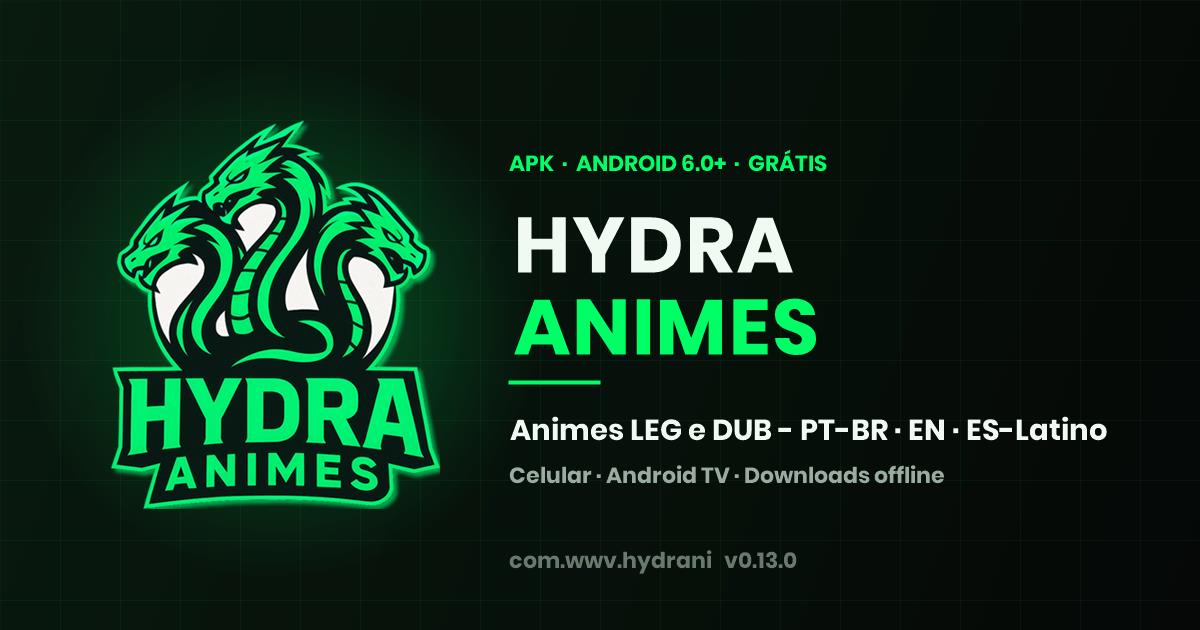 HYDRA
ANIMES
APK · ANDROID 6.0+ · GRÁTIS
HYDRA
ANIMES
Animes LEG e DUB - PT-BR · EN · ES-Latino
Celular · Android TV · Downloads offline
com.wwv.hydrani v0.13.0